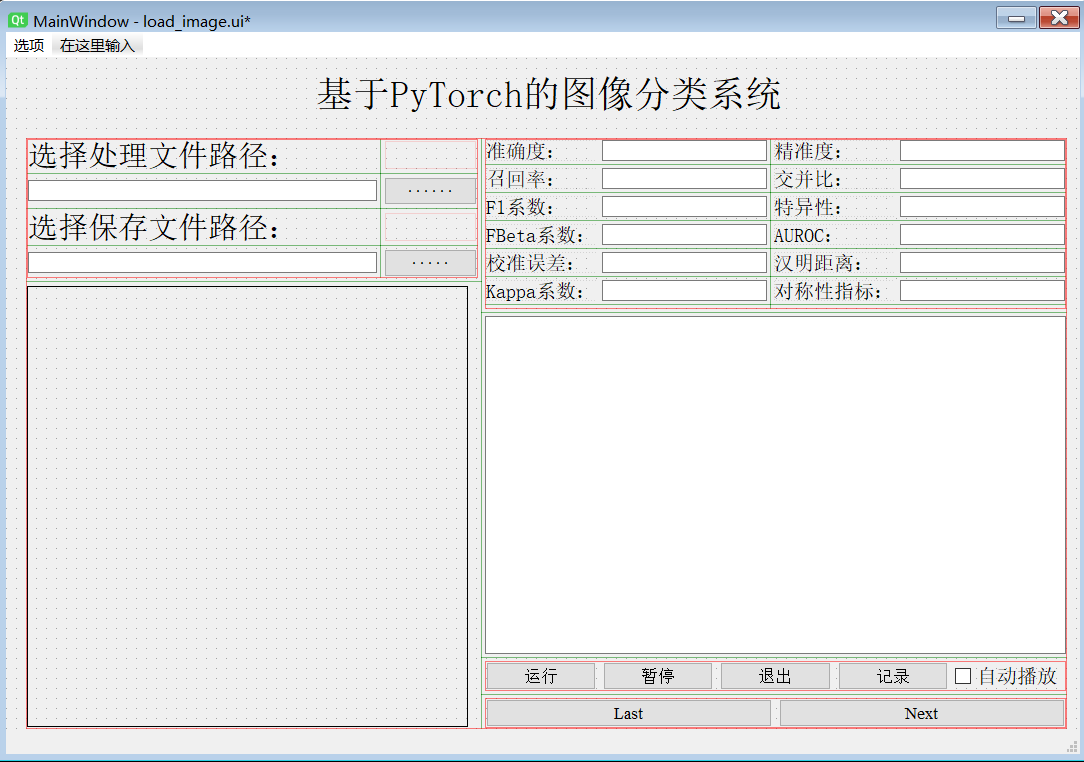 MainWindow - load_image.ui*
选项 在这里输入
基于PyTorch的图像分类系统
选择处理文件路径：
······
选择保存文件路径：
·····
准确度： 精准度：
召回率： 交并比：
F1系数： 特异性：
FBeta系数： AUROC：
校准误差： 汉明距离：
Kappa系数： 对称性指标：
运行 暂停 退出 记录 自动播放
Last Next